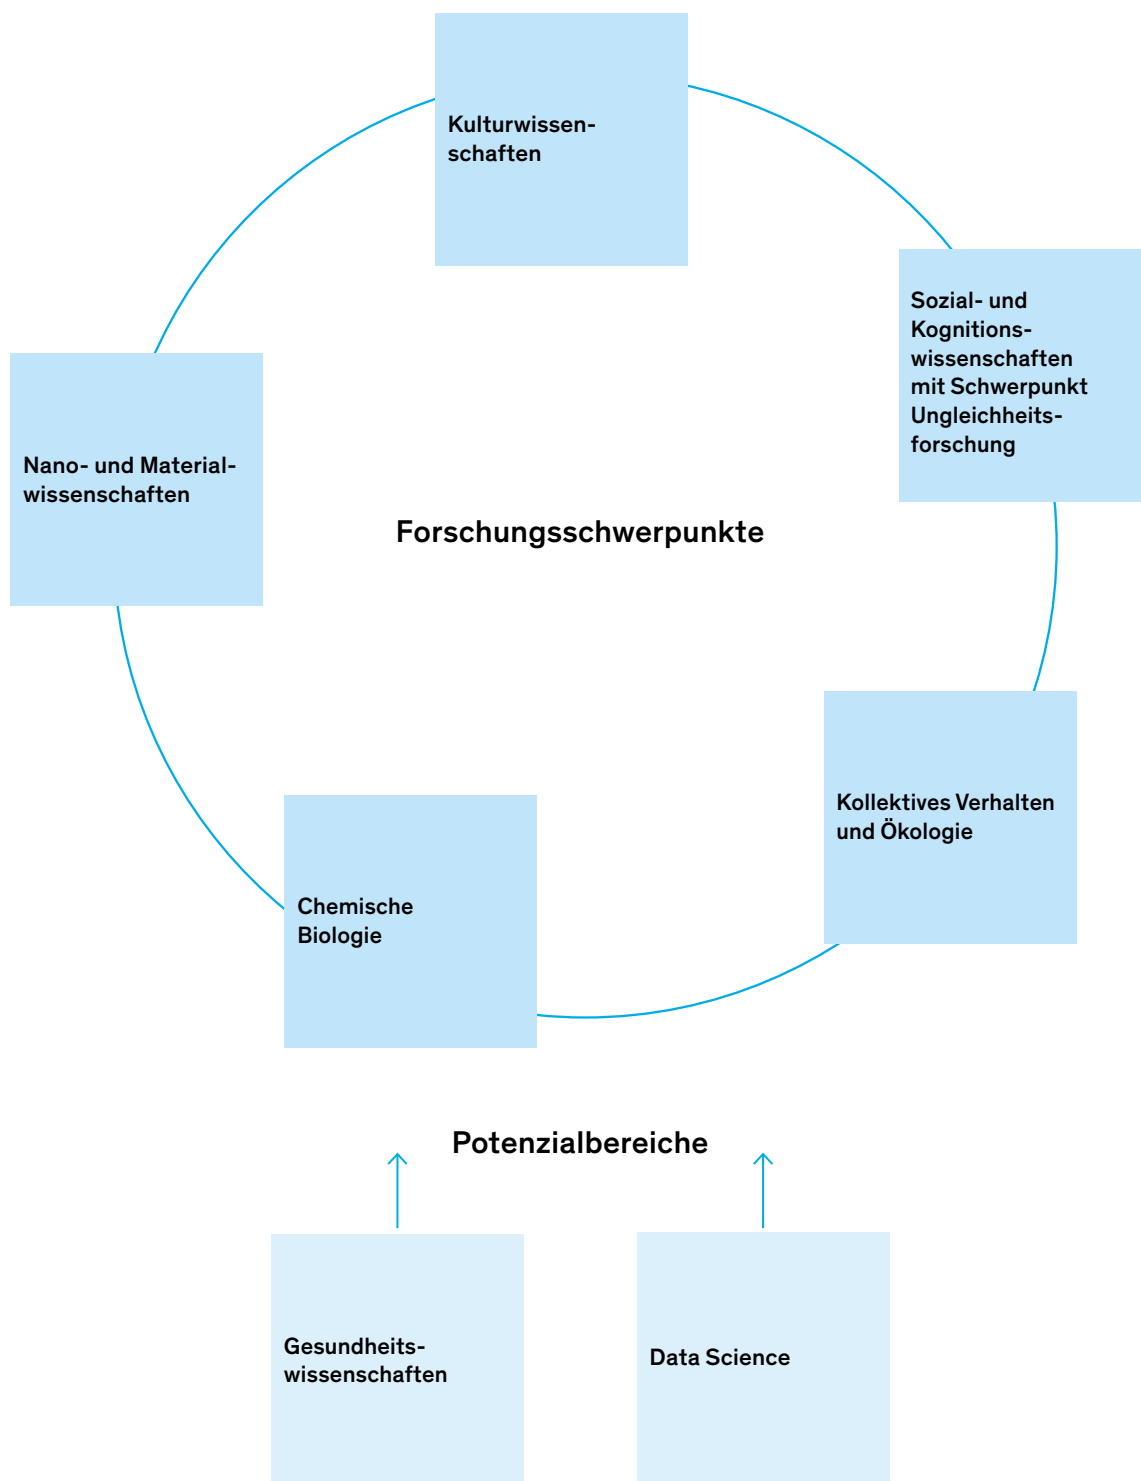 Kulturwissen-
schaften
Sozial- und
Kognitions-
wissenschaften
mit Schwerpunkt
Ungleichheits-
forschung
Nano- und Material-
wissenschaften
Forschungsschwerpunkte
Kollektives Verhalten
und Ökologie
Chemische
Biologie
Potenzialbereiche
Gesundheits-
wissenschaften
Data Science